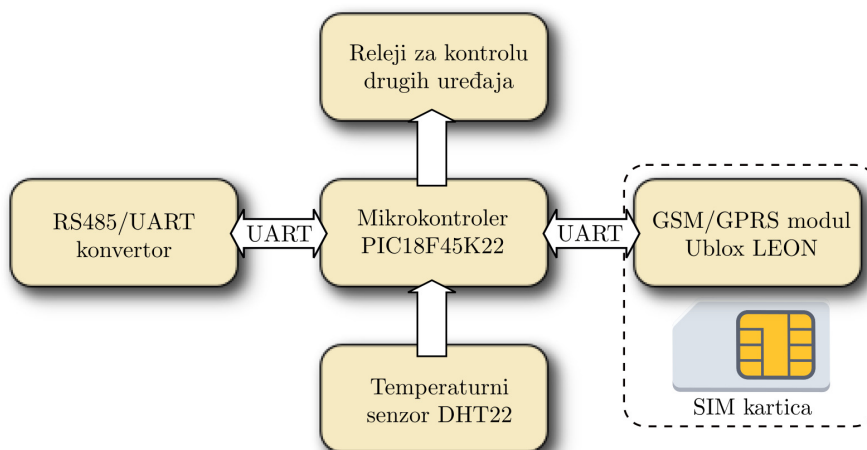 Releji za kontrolu
drugih uređaja
RS485/UART
konvertor
UART
Mikrokontroler
PIC18F45K22
UART
GSM/GPRS modul
Ublox LEON
Temperaturni
senzor DHT22
SIM kartica